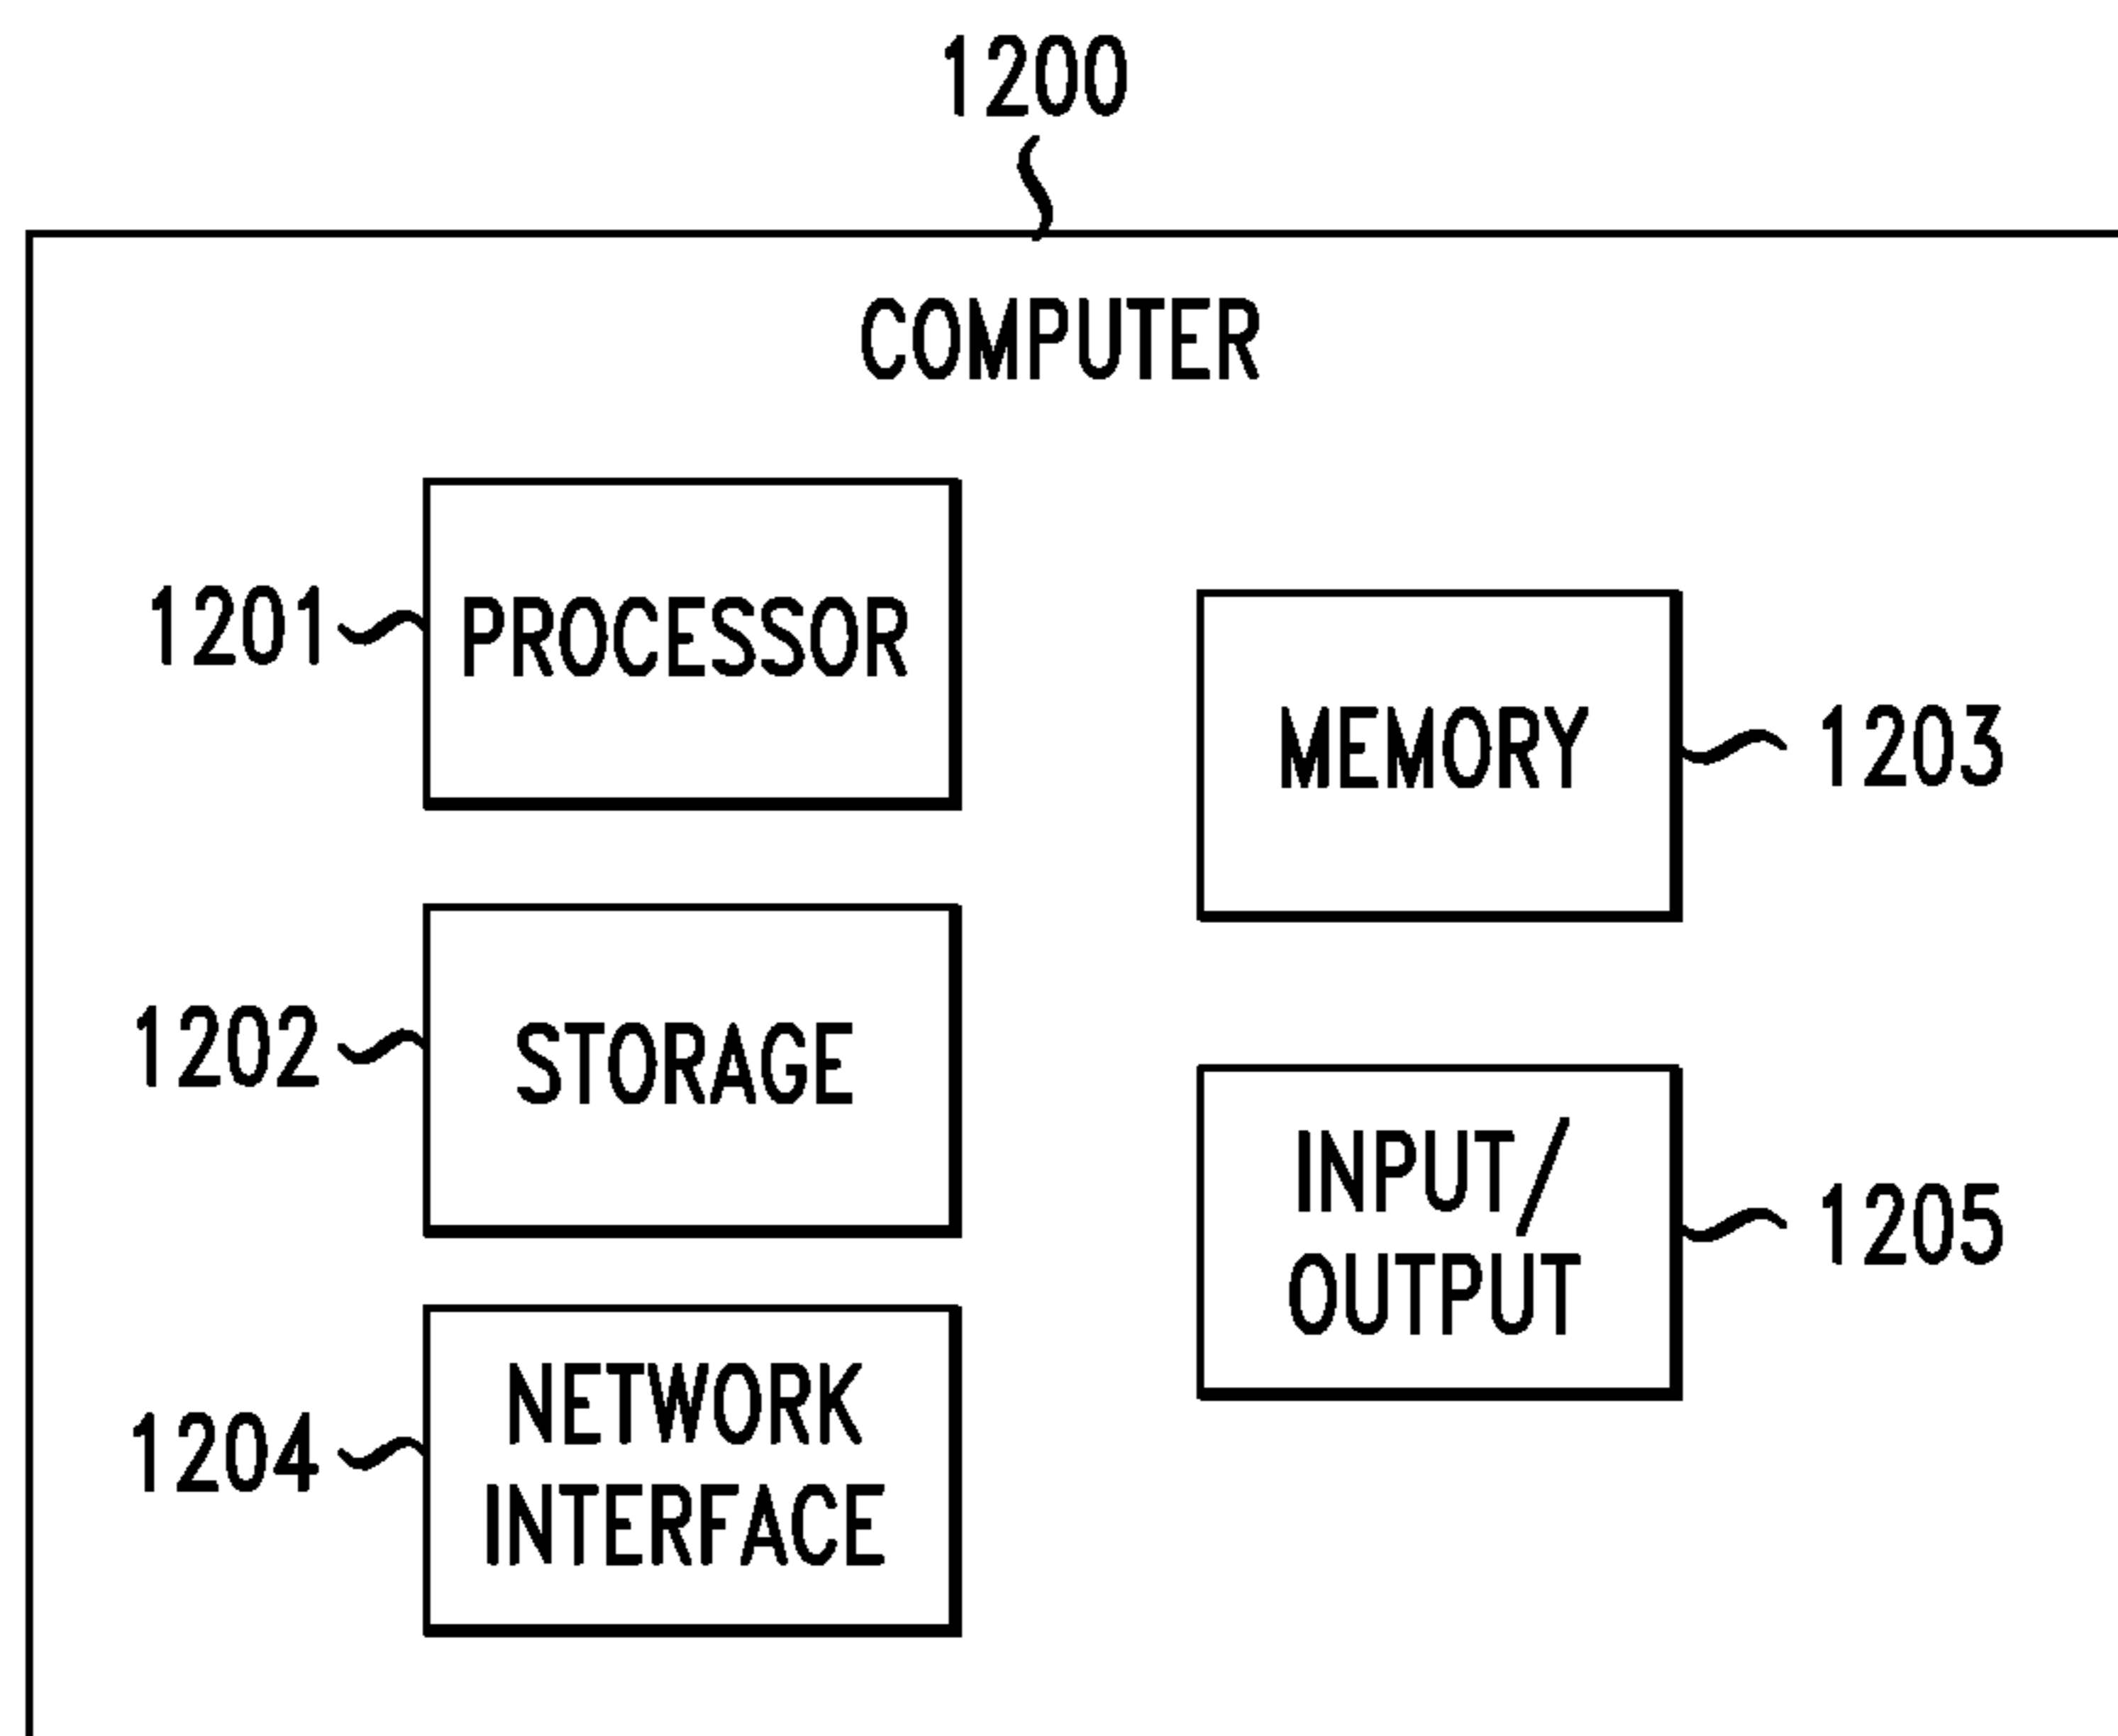 1200
COMPUTER
1201
PROCESSOR
MEMORY
1203
1202
STORAGE
INPUT/
OUTPUT
1205
1204
NETWORK
INTERFACE